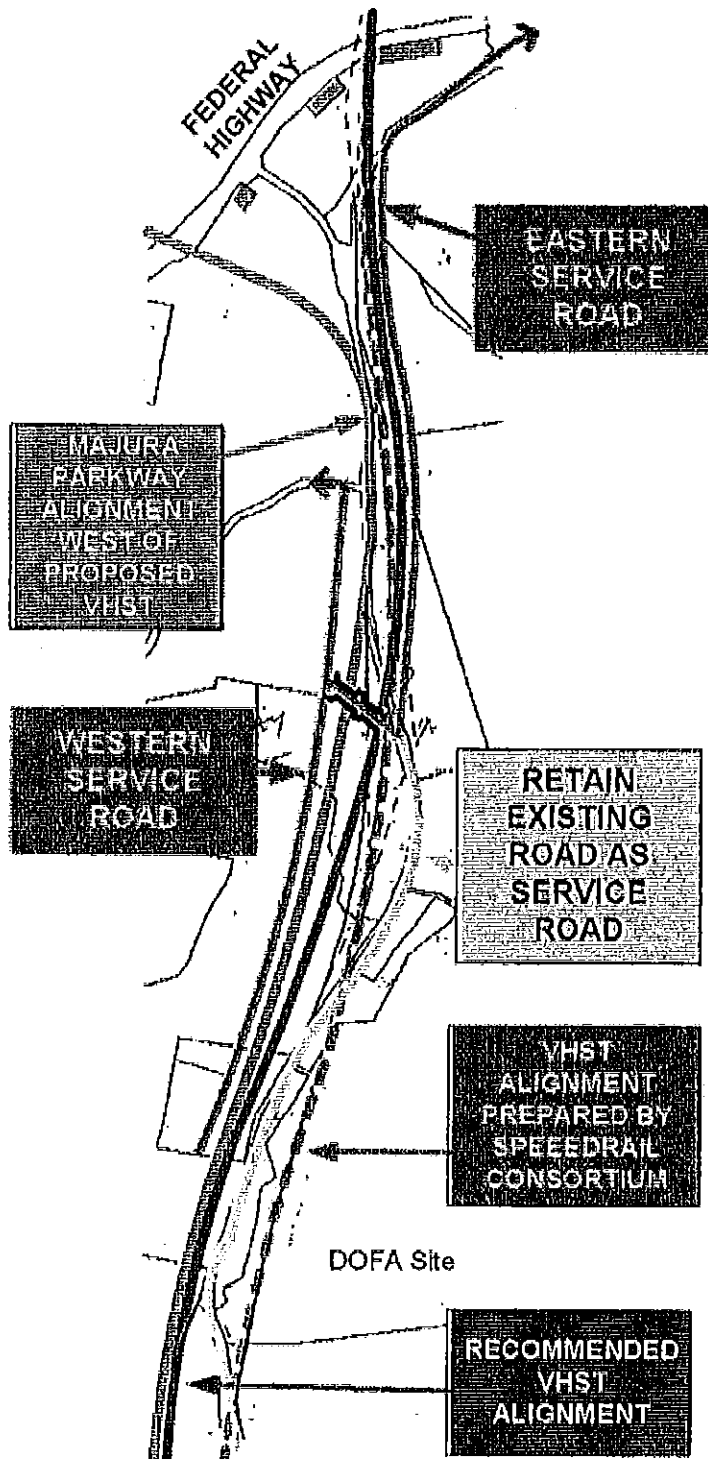 FEDERAL
HIGHWAY
EASTERN
SERVICE
ROAD
MAJURA
PARKWAY
ALIGNMENT
WEST OF
PROPOSED
VHST
WESTERN
SERVICE
ROAD
RETAIN
EXISTING
ROAD AS
SERVICE
ROAD
VHST
ALIGNMENT
PREPARED BY
SPEEEDRAIL
CONSORTIUM
DOFA Site
RECOMMENDED
VHST
ALIGNMENT